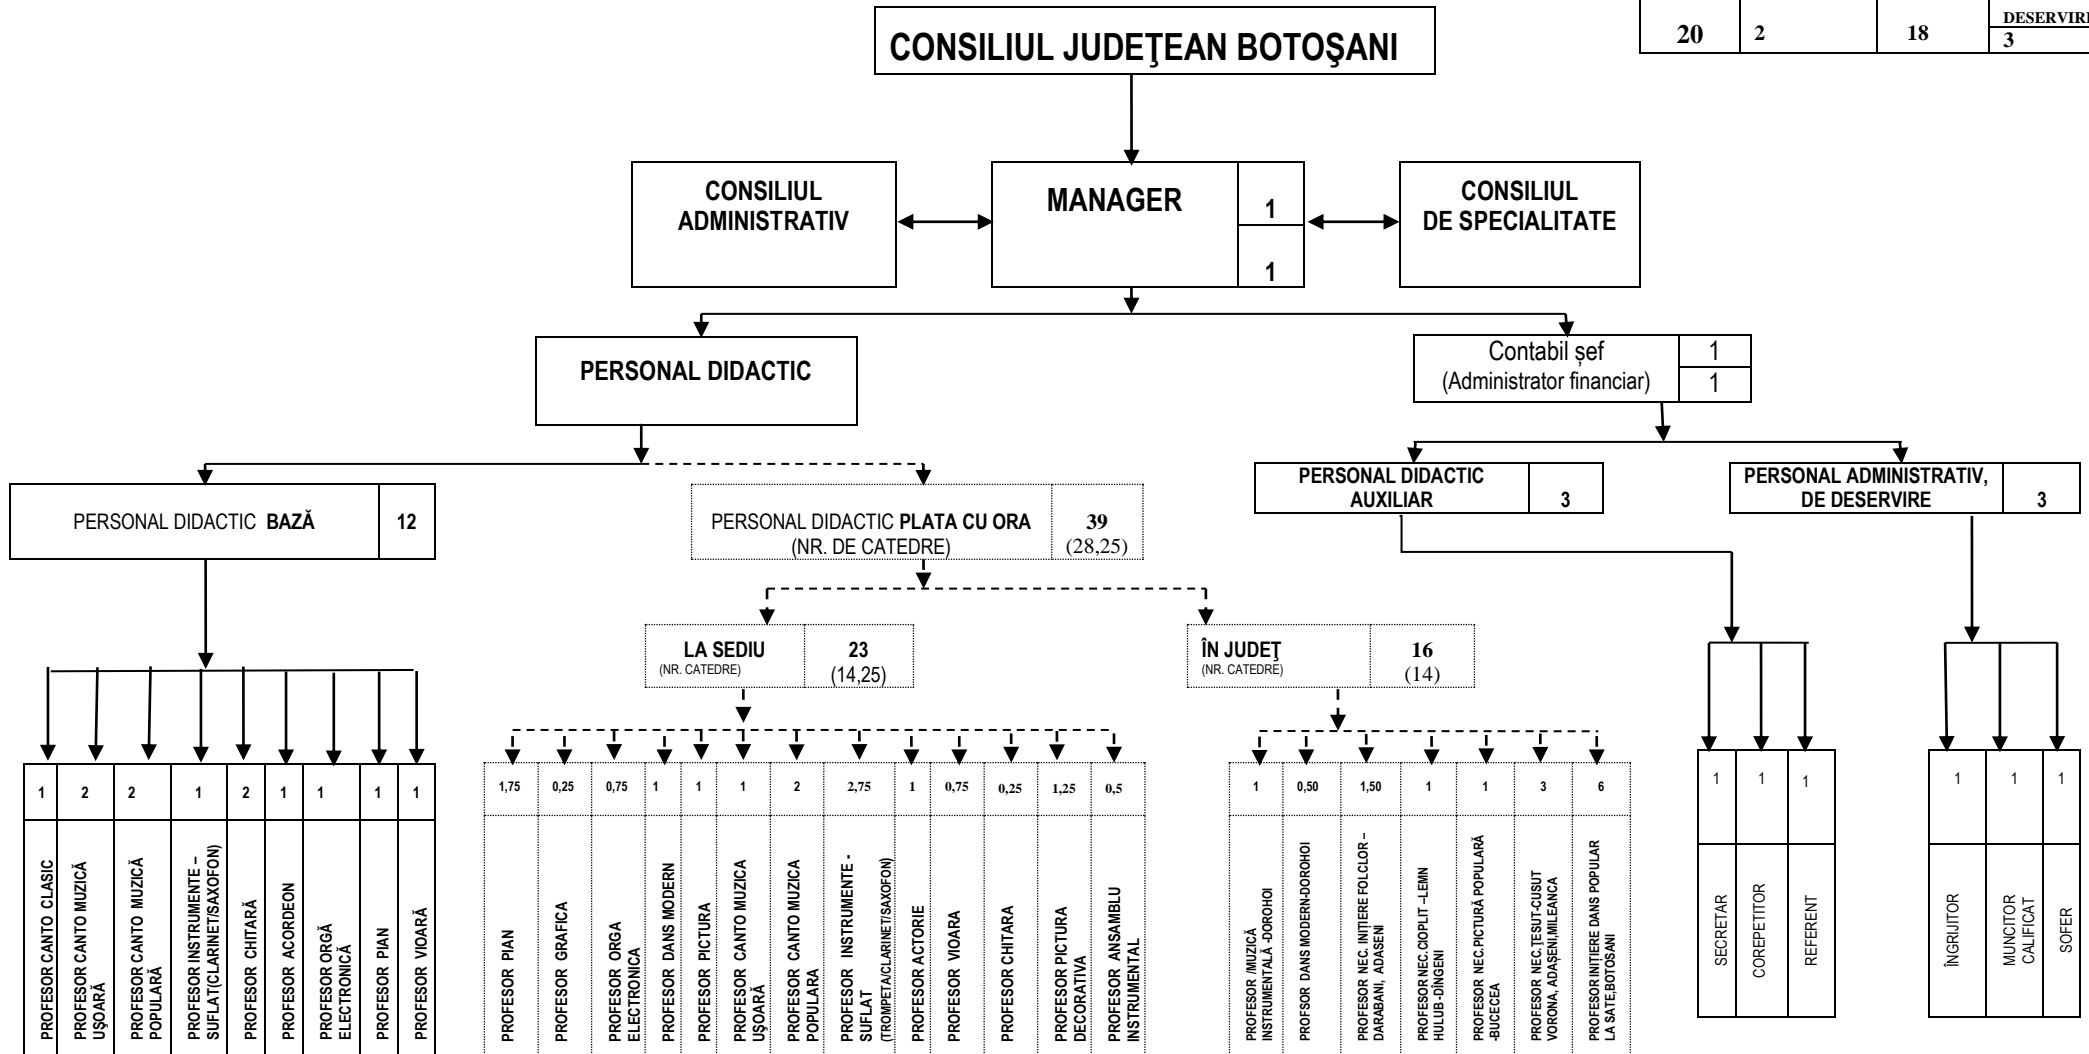 DESERVIRE
20 2 18 3
CONSILIUL JUDEŢEAN BOTOŞANI
CONSILIUL
ADMINISTRATIV
MANAGER
1
1
CONSILIUL
DE SPECIALITATE
PERSONAL DIDACTIC
Contabil șef
(Administrator financiar)
1
1
PERSONAL DIDACTIC BAZĂ 12
PERSONAL DIDACTIC PLATA CU ORA
(NR. DE CATEDRE)
39
(28,25)
PERSONAL DIDACTIC
AUXILIAR
3
PERSONAL ADMINISTRATIV,
DE DESERVIRE
3
LA SEDIU
(NR. CATEDRE)
23
(14,25)
ÎN JUDEŢ
(NR. CATEDRE)
16
(14)
1 2 2 1 2 1 1 1 1
PROFESOR CANTO CLASIC
PROFESOR CANTO MUZICĂ
UŞOARĂ
PROFESOR CANTO MUZICĂ
POPULARĂ
PROFESOR INSTRUMENTE –
SUFLAT(CLARINET/SAXOFON)
PROFESOR CHITARĂ
PROFESOR ACORDEON
PROFESOR ORGĂ
ELECTRONICĂ
PROFESOR PIAN
PROFESOR VIOARĂ
1,75 0,25 0,75 1 1 1 2 2,75 1 0,75 0,25 1,25 0,5
PROFESOR PIAN
PROFESOR GRAFICA
PROFESOR ORGA
ELECTRONICA
PROFESOR DANS MODERN
PROFESOR PICTURA
PROFESOR CANTO MUZICA
UŞOARĂ
PROFESOR CANTO MUZICA
POPULARA
PROFESOR INSTRUMENTE -
SUFLAT
(TROMPETA/CLARINET/SAXOFON)
PROFESOR ACTORIE
PROFESOR VIOARA
PROFESOR CHITARA
PROFESOR PICTURA
DECORATIVA
PROFESOR ANSAMBLU
INSTRUMENTAL
1 0,50 1,50 1 1 3 6
PROFESOR /MUZICĂ
INSTRUMENTALĂ -DOROHOI
PROFSOR DANS MODERN-DOROHOI
PROFESOR NEC. INIȚIERE FOLCLOR –
DARABANI, ADASENI
PROFESOR NEC.CIOPLIT –LEMN
HULUB -DÎNGENI
PROFESOR NEC.PICTURĂ POPULARĂ
-BUCECEA
PROFESOR NEC.ŢESUT-CUSUT
VORONA, ADAȘENI,MILEANCA
PROFESOR INIȚIERE DANS POPULAR
LA SATE,BOTOSANI
1 1 1
SECRETAR
COREPETITOR
REFERENT
1 1 1
ÎNGRIJITOR
MUNCITOR
CALIFICAT
SOFER